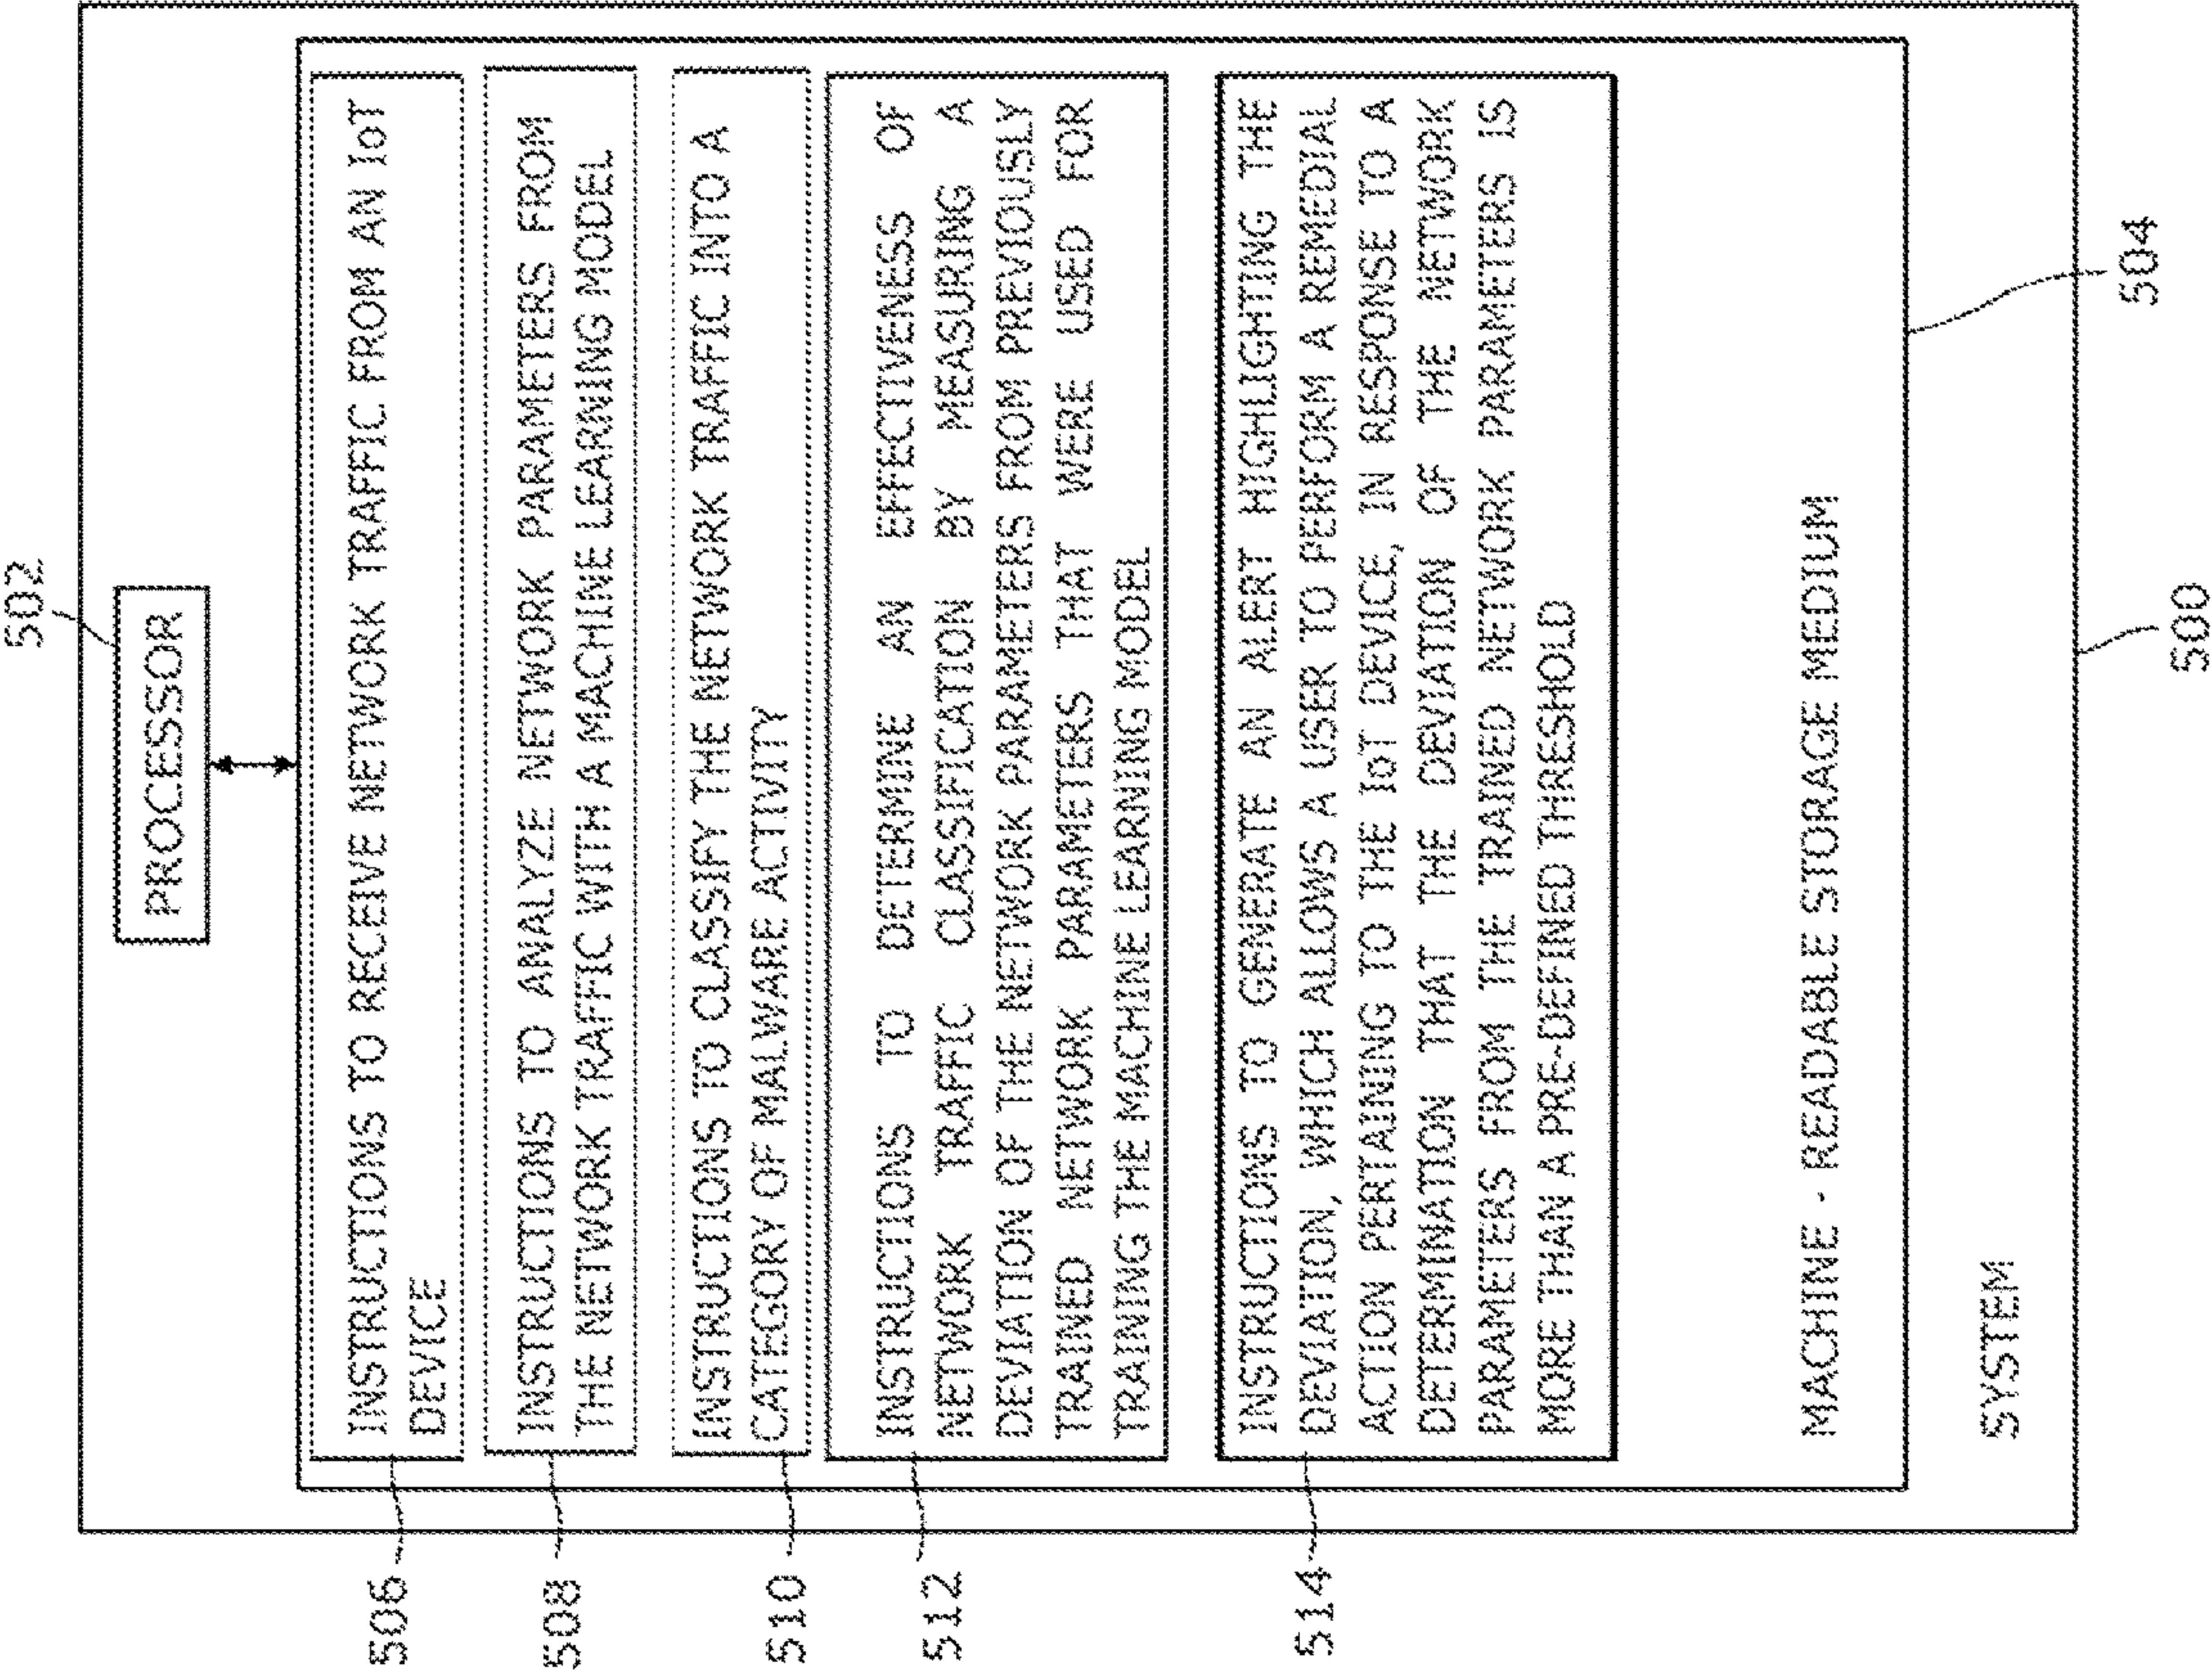 502
PROCESSOR
506
INSTRUCTIONS TO RECEIVE NETWORK TRAFFIC FROM AN IoT
DEVICE
508
INSTRUCTIONS TO ANALYZE NETWORK PARAMETERS FROM
THE NETWORK TRAFFIC WITH A MACHINE LEARNING MODEL
510
INSTRUCTIONS TO CLASSIFY THE NETWORK TRAFFIC INTO A
CATEGORY OF MALWARE ACTIVITY
512
INSTRUCTIONS TO DETERMINE AN EFFECTIVENESS OF
NETWORK TRAFFIC CLASSIFICATION BY MEASURING A
DEVIATION OF THE NETWORK PARAMETERS FROM PREVIOUSLY
TRAINED NETWORK PARAMETERS THAT WERE USED FOR
TRAINING THE MACHINE LEARNING MODEL
514
INSTRUCTIONS TO GENERATE AN ALERT HIGHLIGHTING THE
DEVIATION, WHICH ALLOWS A USER TO PERFORM A REMEDIAL
ACTION PERTAINING TO THE IoT DEVICE, IN RESPONSE TO A
DETERMINATION THAT THE DEVIATION OF THE NETWORK
PARAMETERS FROM THE TRAINED NETWORK PARAMETERS IS
MORE THAN A PRE-DEFINED THRESHOLD
MACHINE - READABLE STORAGE MEDIUM
504
SYSTEM
500